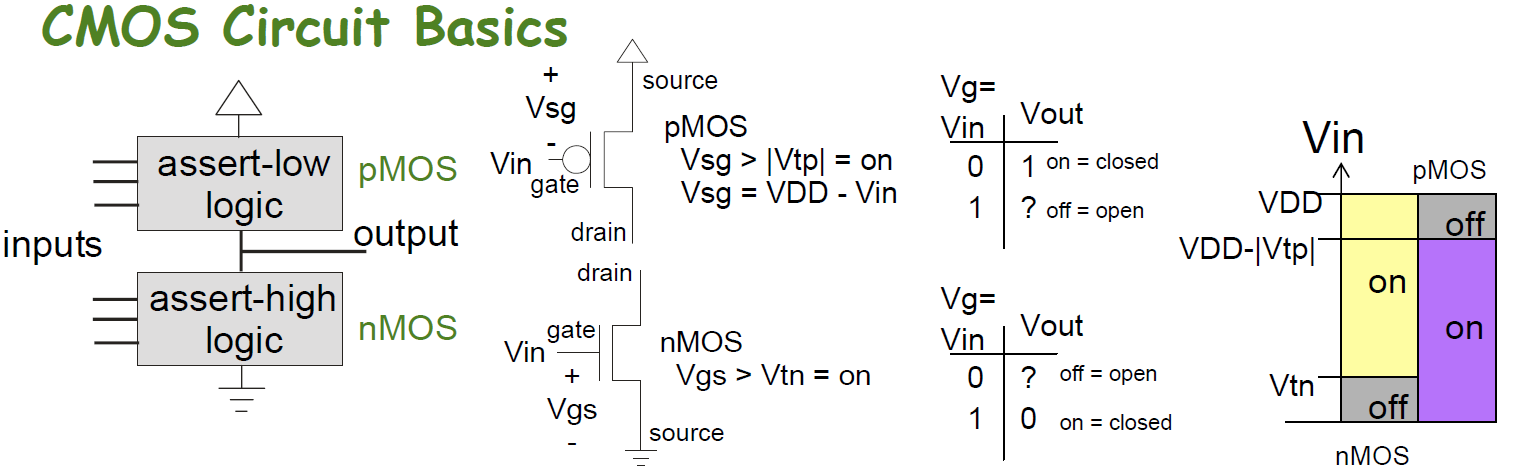 CMOS Circuit Basics
assert-low
logic
pMOS
inputs
output
assert-high
logic
nMOS
+
Vsg
-
Vin
gate
source
pMOS
Vsg > |Vtp| = on
Vsg = VDD - Vin
drain
drain
gate
Vin
+
Vgs
-
nMOS
Vgs > Vtn = on
source
Vg=
Vin Vout
0 1 on = closed
1 ? off = open
Vg=
Vin Vout
0 ? off = open
1 0 on = closed
Vin
pMOS
VDD
off
VDD-|Vtp|
on
on
Vtn
off
nMOS